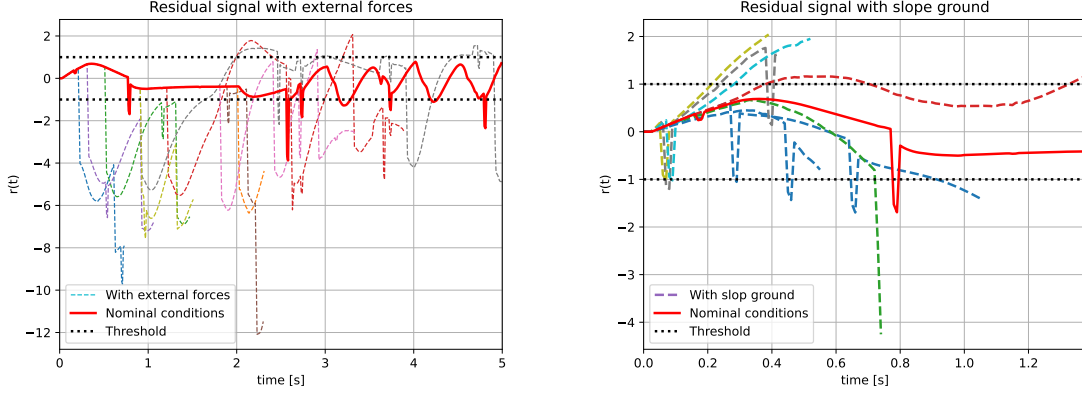 Residual signal with external forces
2
0
−2
−4
−6
−8
−10
−12
r(t)
With external forces
Nominal conditions
Threshold
0
1
2
3
4
5
time [s]
Residual signal with slope ground
2
1
0
−1
−2
−3
−4
r(t)
With slop ground
Nominal conditions
Threshold
0.0
0.2
0.4
0.6
0.8
1.0
1.2
time [s]